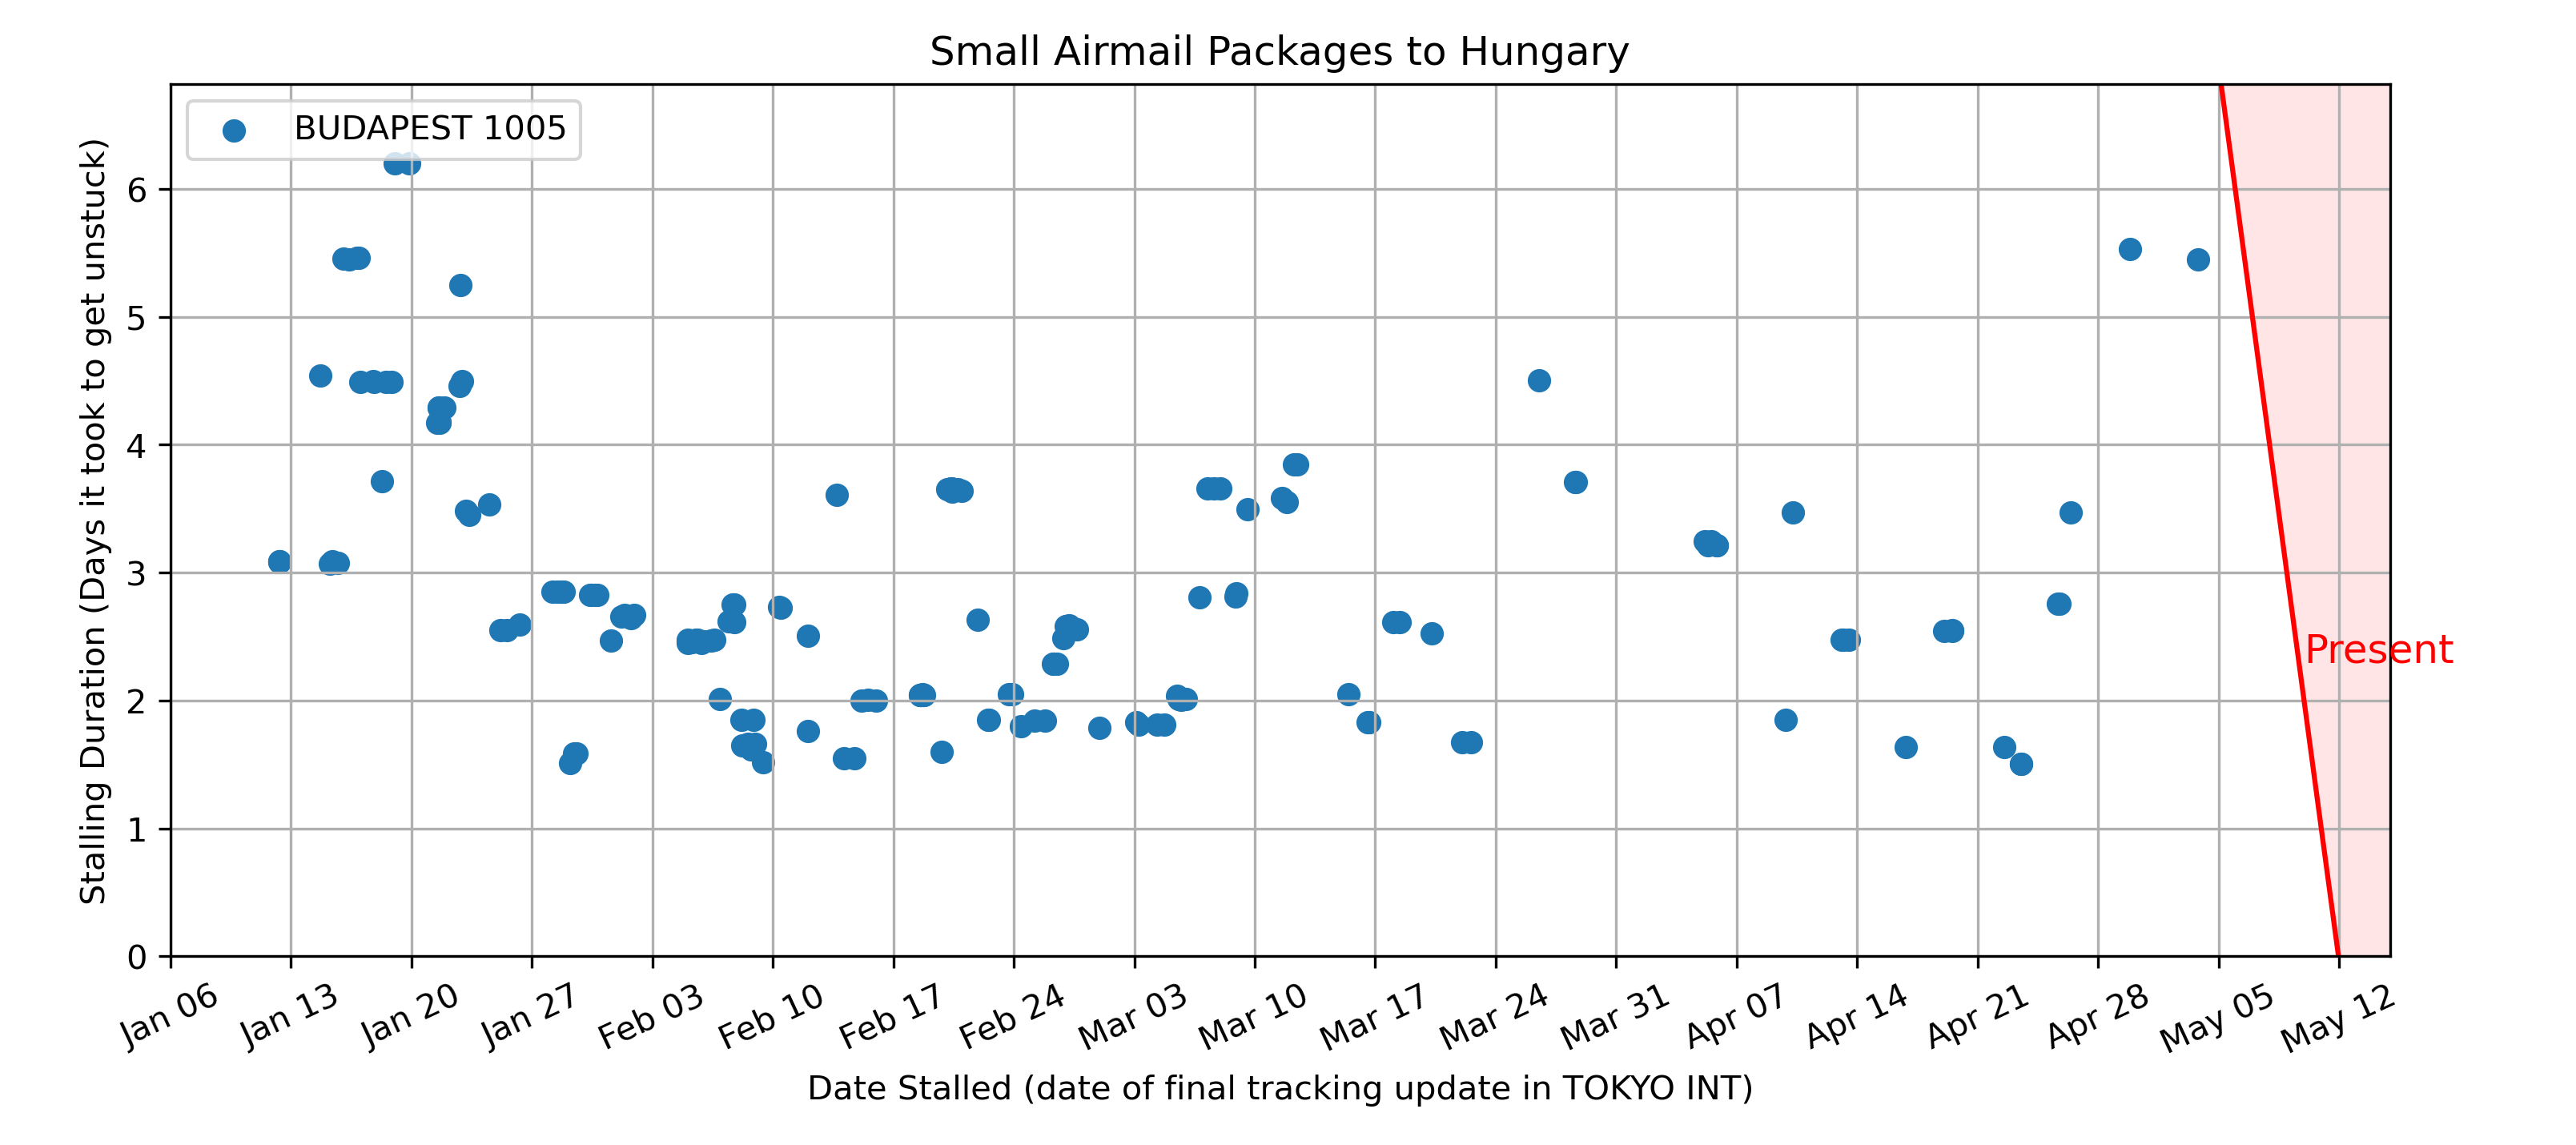 Small Airmail Packages to Hungary
BUDAPEST 1005
Stalling Duration (Days it took to get unstuck)
6
5
4
3
2
1
0
Present
Jan 06
Jan 13
Jan 20
Jan 27
Feb 03
Feb 10
Feb 17
Feb 24
Mar 03
Mar 10
Mar 17
Mar 24
Mar 31
Apr 07
Apr 14
Apr 21
Apr 28
May 05
May 12
Date Stalled (date of final tracking update in TOKYO INT)